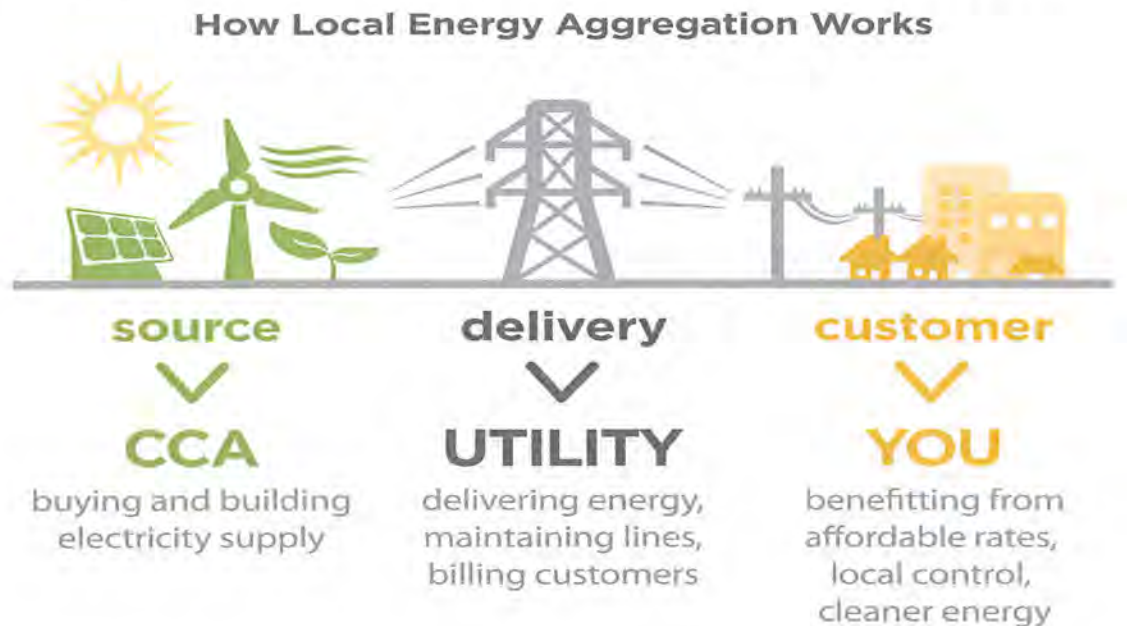 How Local Energy Aggregation Works
source
delivery
customer
CCA
UTILITY
YOU
buying and building
electricity supply
delivering energy,
maintaining lines,
billing customers
benefitting from
affordable rates,
local control,
cleaner energy